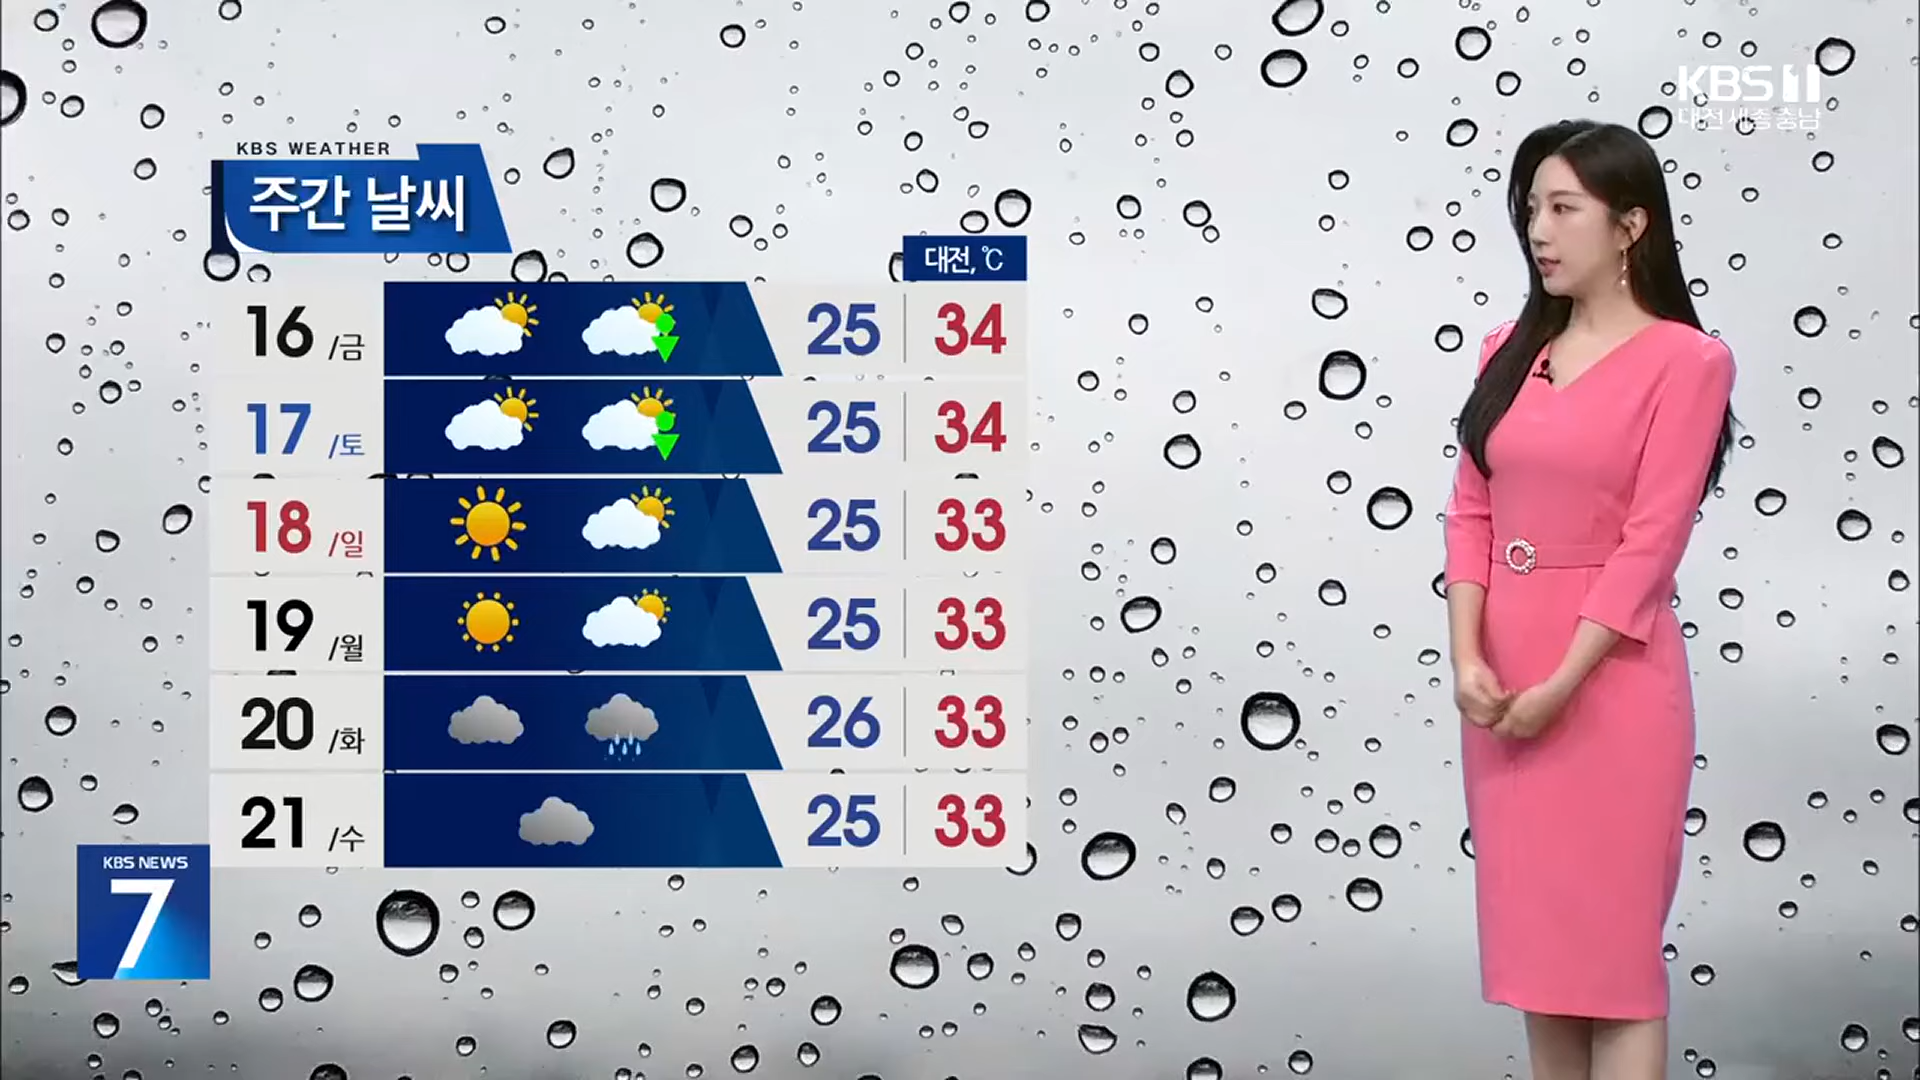 KBS 1
대전 세종 충남
KBS WEATHER
주간 날씨
대전, ℃
16 /금 25 34
17 /토 25 34
18 /일 25 33
19 /월 25 33
20 /화 26 33
21 /수 25 33
KBS NEWS
7